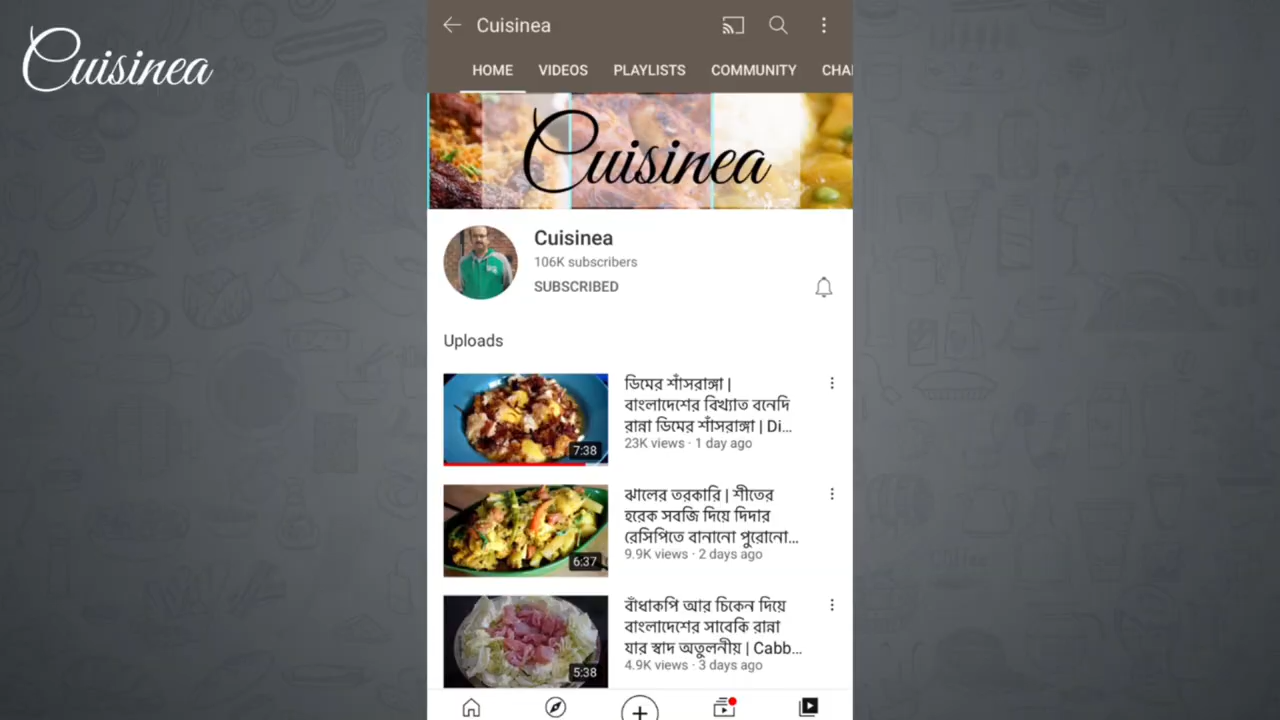 Cuisinea
Cuisinea
HOME VIDEOS PLAYLISTS COMMUNITY CHA
Cuisinea
Cuisinea
106K subscribers
SUBSCRIBED
Uploads
ডিমের শাঁসরাঙ্গা |
বাংলাদেশের বিখ্যাত বনেদি
রান্না ডিমের শাঁসরাঙ্গা | Di...
23K views · 1 day ago
7:38
ঝালের তরকারি | শীতের
হরেক সবজি দিয়ে দিদার
রেসিপিতে বানানো পুরোনো...
9.9K views · 2 days ago
6:37
বাঁধাকপি আর চিকেন দিয়ে
বাংলাদেশের সাবেকি রান্না
যার স্বাদ অতুলনীয় | Cabb...
4.9K views · 3 days ago
5:38